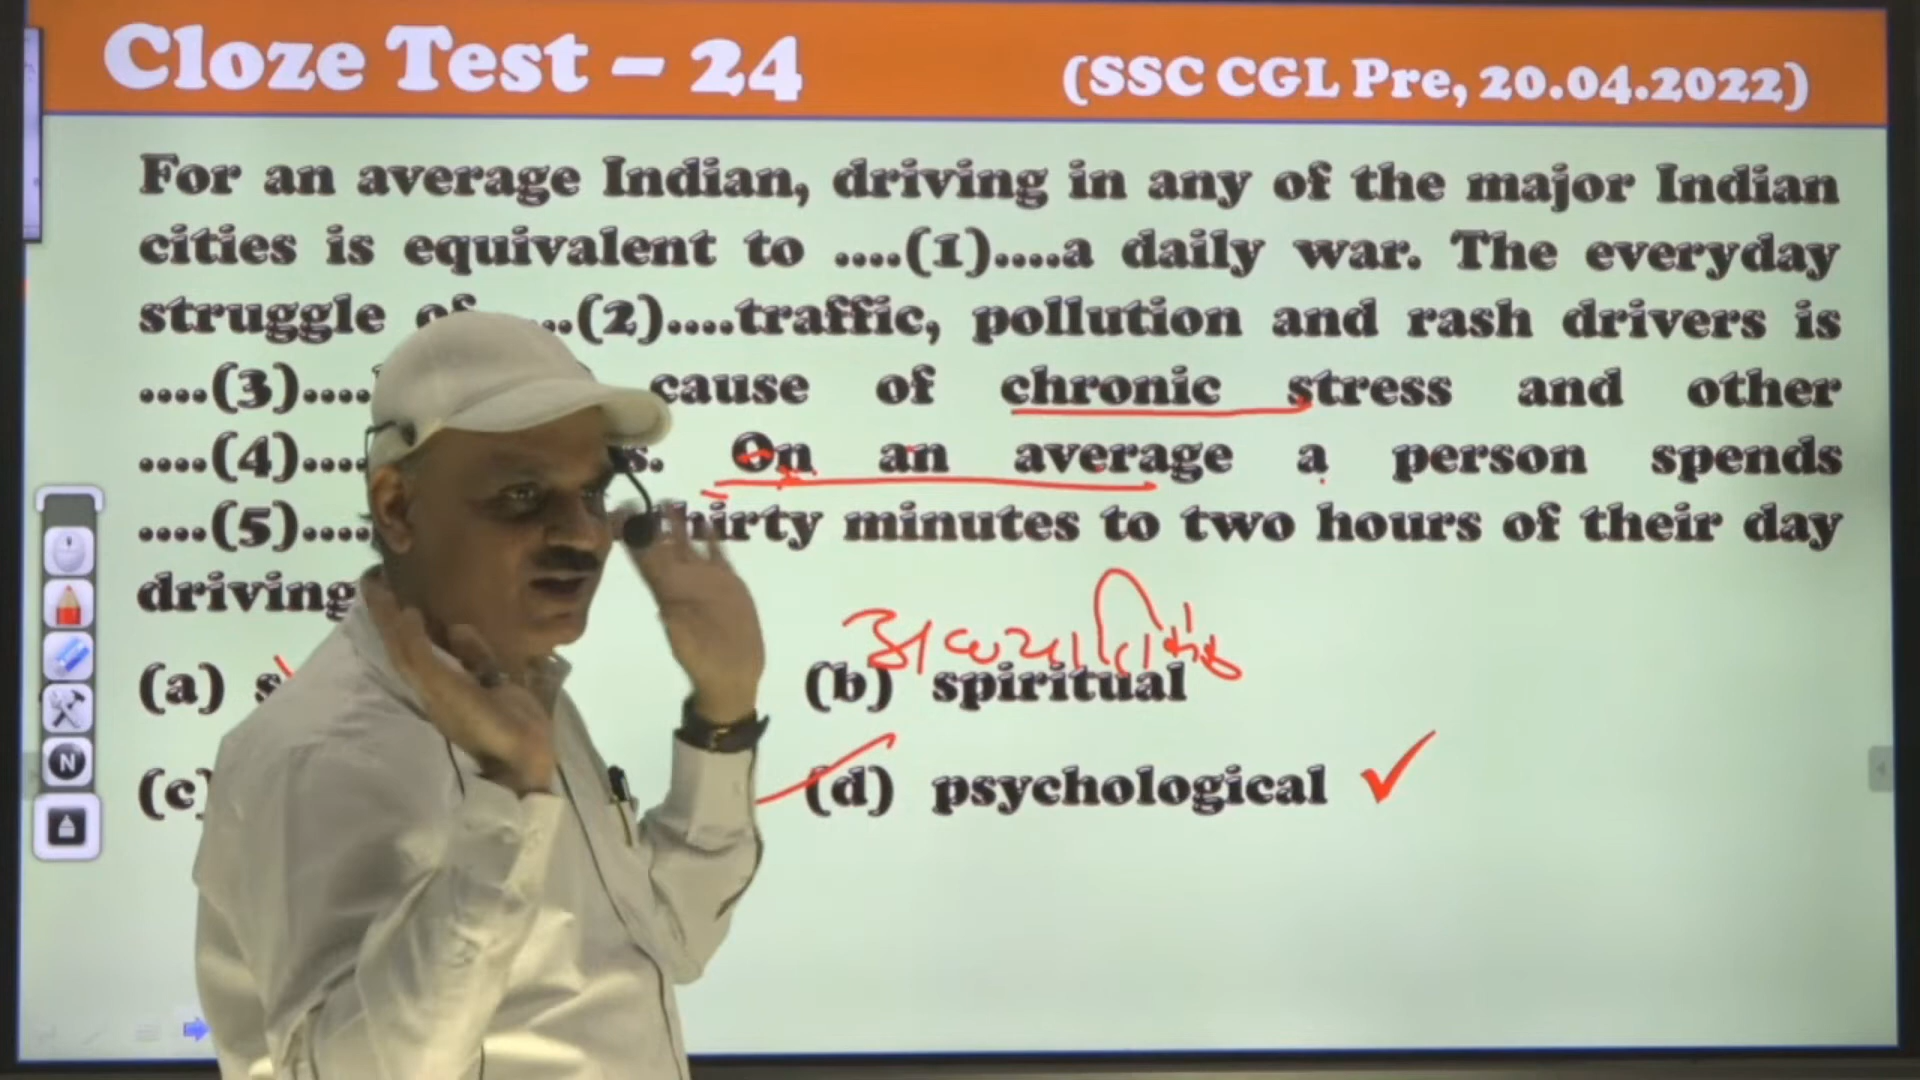 Cloze Test – 24
(SSC CGL Pre, 20.04.2022)
For an average Indian, driving in any of the major Indian
cities is equivalent to ....(1)....a daily war. The everyday
struggle of ....(2)....traffic, pollution and rash drivers is
....(3).... cause of chronic stress and other
....(4).... On an average a person spends
....(5).... thirty minutes to two hours of their day
driving
(a)
(b) spiritual
(c)
(d) psychological
N